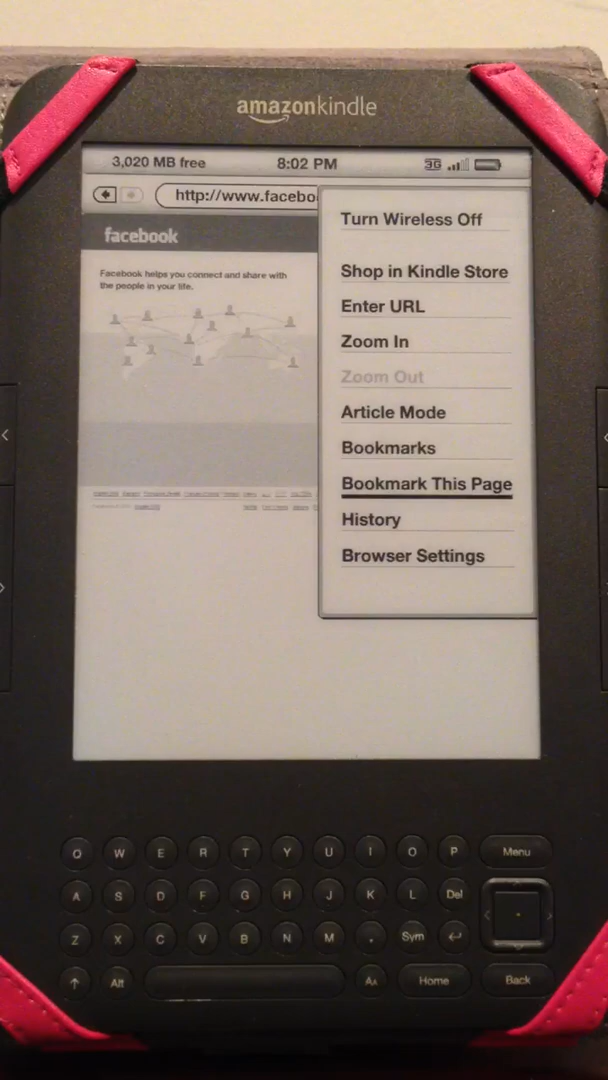 amazonkindle
3,020 MB free 8:02 PM 3G
http://www.facebo
facebook
Facebook helps you connect and share with
the people in your life.
Turn Wireless Off
Shop in Kindle Store
Enter URL
Zoom In
Zoom Out
Article Mode
Bookmarks
Bookmark This Page
History
Browser Settings
Q W E R T Y U I O P Menu
A S D F G H J K L Del
Z X C V B N M . Sym
Alt AA Home Back